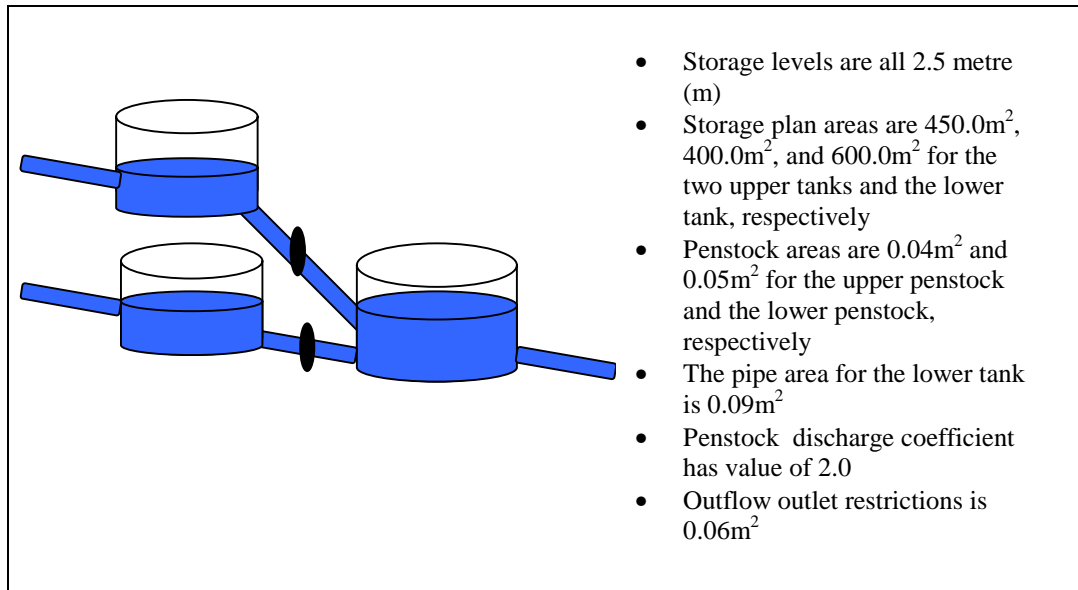 • Storage levels are all 2.5 metre
(m)
• Storage plan areas are 450.0m²,
400.0m², and 600.0m² for the
two upper tanks and the lower
tank, respectively
• Penstock areas are 0.04m² and
0.05m² for the upper penstock
and the lower penstock,
respectively
• The pipe area for the lower tank
is 0.09m²
• Penstock discharge coefficient
has value of 2.0
• Outflow outlet restrictions is
0.06m²